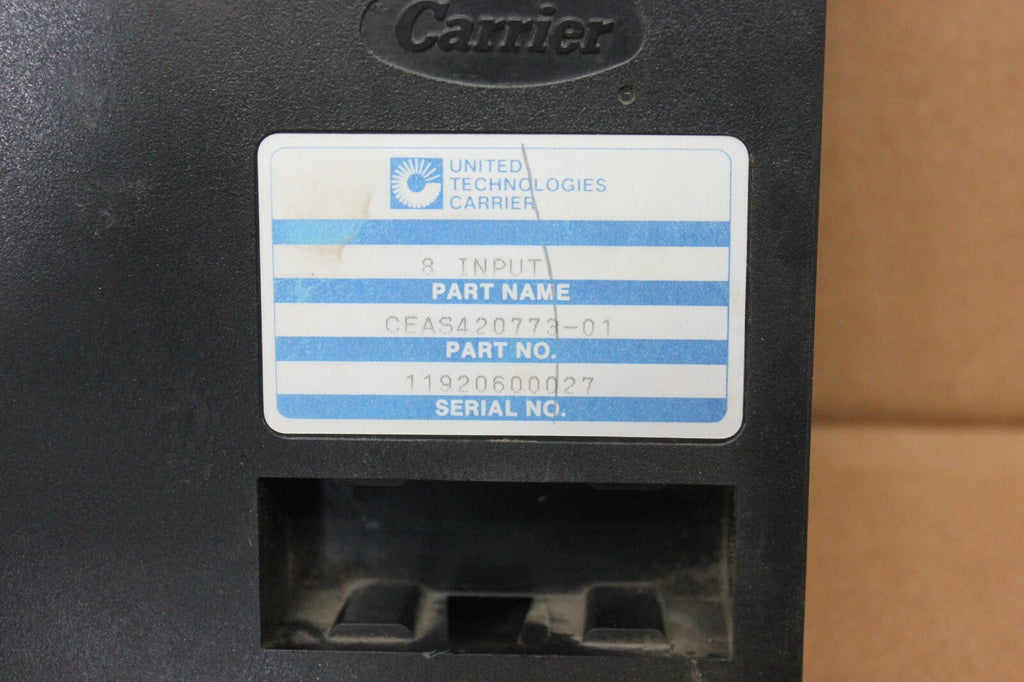 Carrier
UNITED
TECHNOLOGIES
CARRIER
8 INPUT
PART NAME
CEAS420773-01
PART NO.
11920600027
SERIAL NO.